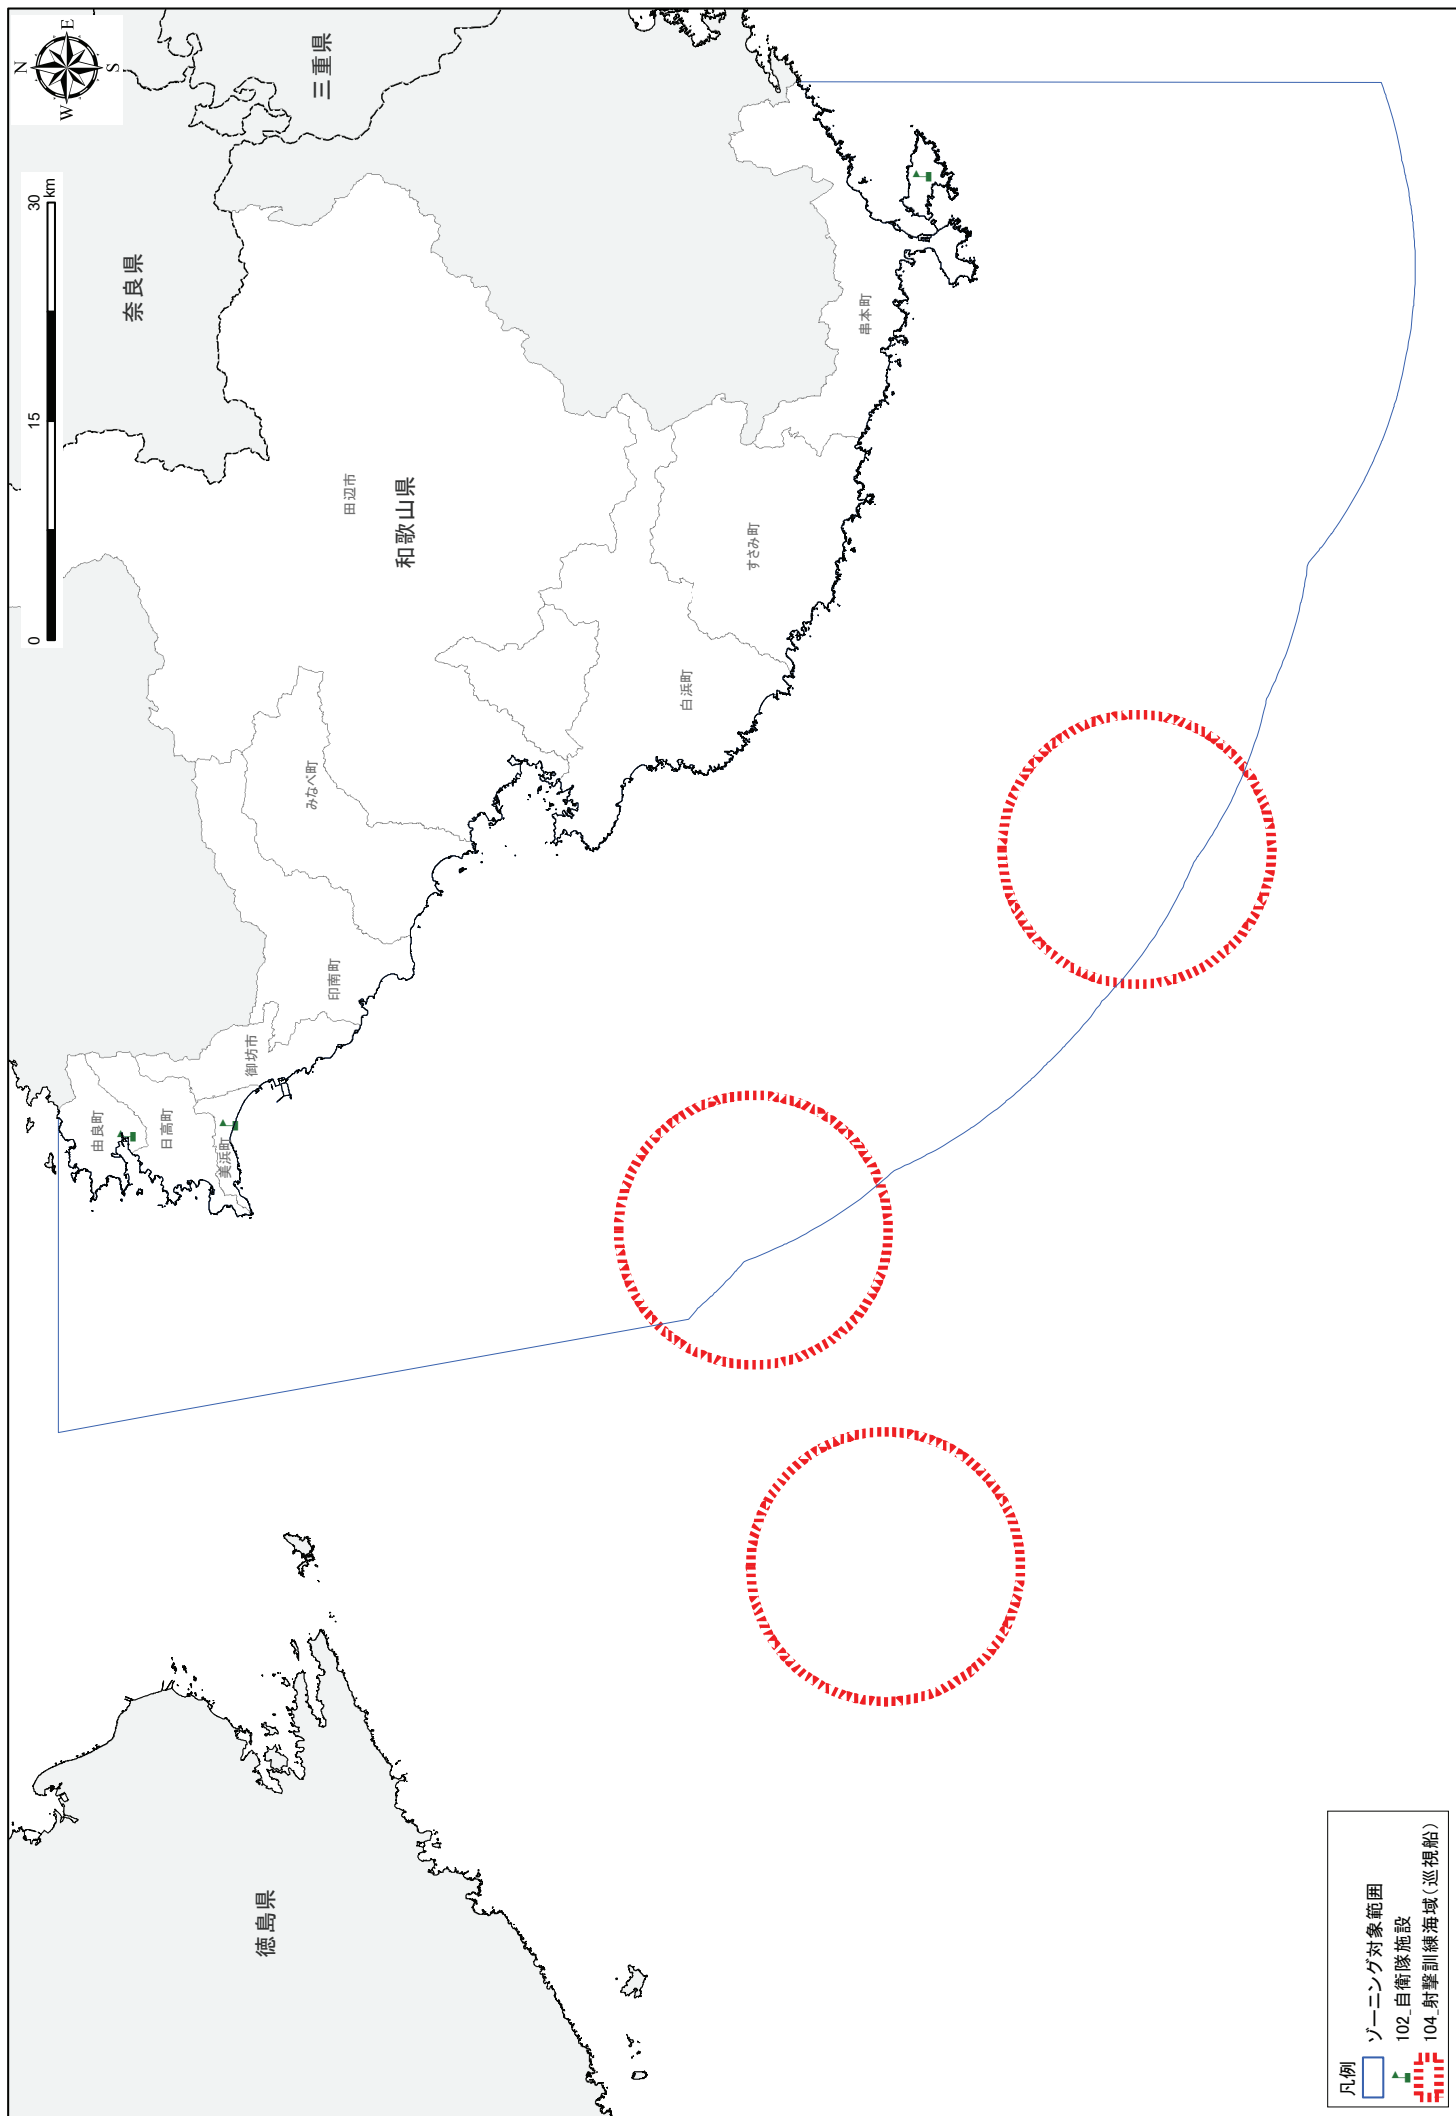 N
W
E
S
0
15
30
km
三重県
奈良県
和歌山県
田辺市
串本町
すさみ町
白浜町
みなべ町
印南町
御坊市
日高町
由良町
美浜町
徳島県
凡例
ゾーニング対象範囲
102_自衛隊施設
104_射撃訓練海域(巡視船)